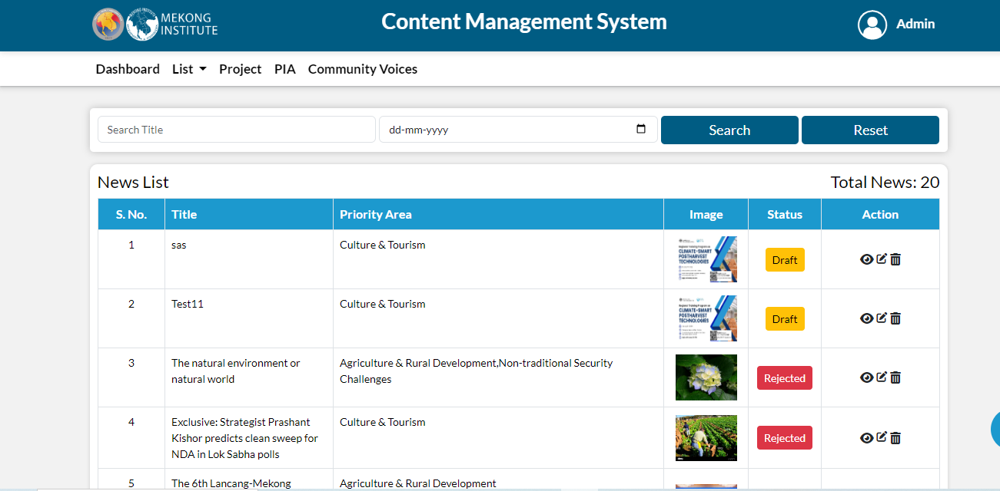 MEKONG
INSTITUTE
Content Management System
Admin
Dashboard List Project PIA Community Voices
Search Title
dd-mm-yyyy
Search
Reset
News List
Total News: 20
S. No. Title Priority Area Image Status Action
1 sas Culture & Tourism
CLIMATE-SMART
POSTHARVEST
TECHNOLOGIES
Draft
2 Test11 Culture & Tourism
CLIMATE-SMART
POSTHARVEST
TECHNOLOGIES
Draft
3 The natural environment or
natural world
Agriculture & Rural Development,Non-traditional Security
Challenges
Rejected
4 Exclusive: Strategist Prashant
Kishor predicts clean sweep for
NDA in Lok Sabha polls
Culture & Tourism
Rejected
5 The 6th Lancang-Mekong Agriculture & Rural Development